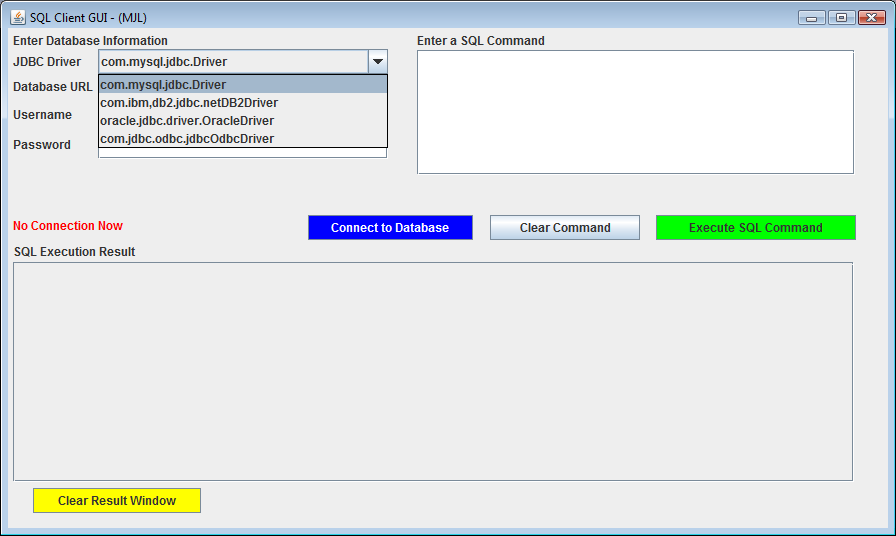 SQL Client GUI - (MJL)
Enter Database Information
Enter a SQL Command
JDBC Driver
com.mysql.jdbc.Driver
Database URL
com.mysql.jdbc.Driver
com.ibm,db2.jdbc.netDB2Driver
Username
oracle.jdbc.driver.OracleDriver
com.jdbc.odbc.jdbcOdbcDriver
Password
No Connection Now
Connect to Database
Clear Command
Execute SQL Command
SQL Execution Result
Clear Result Window